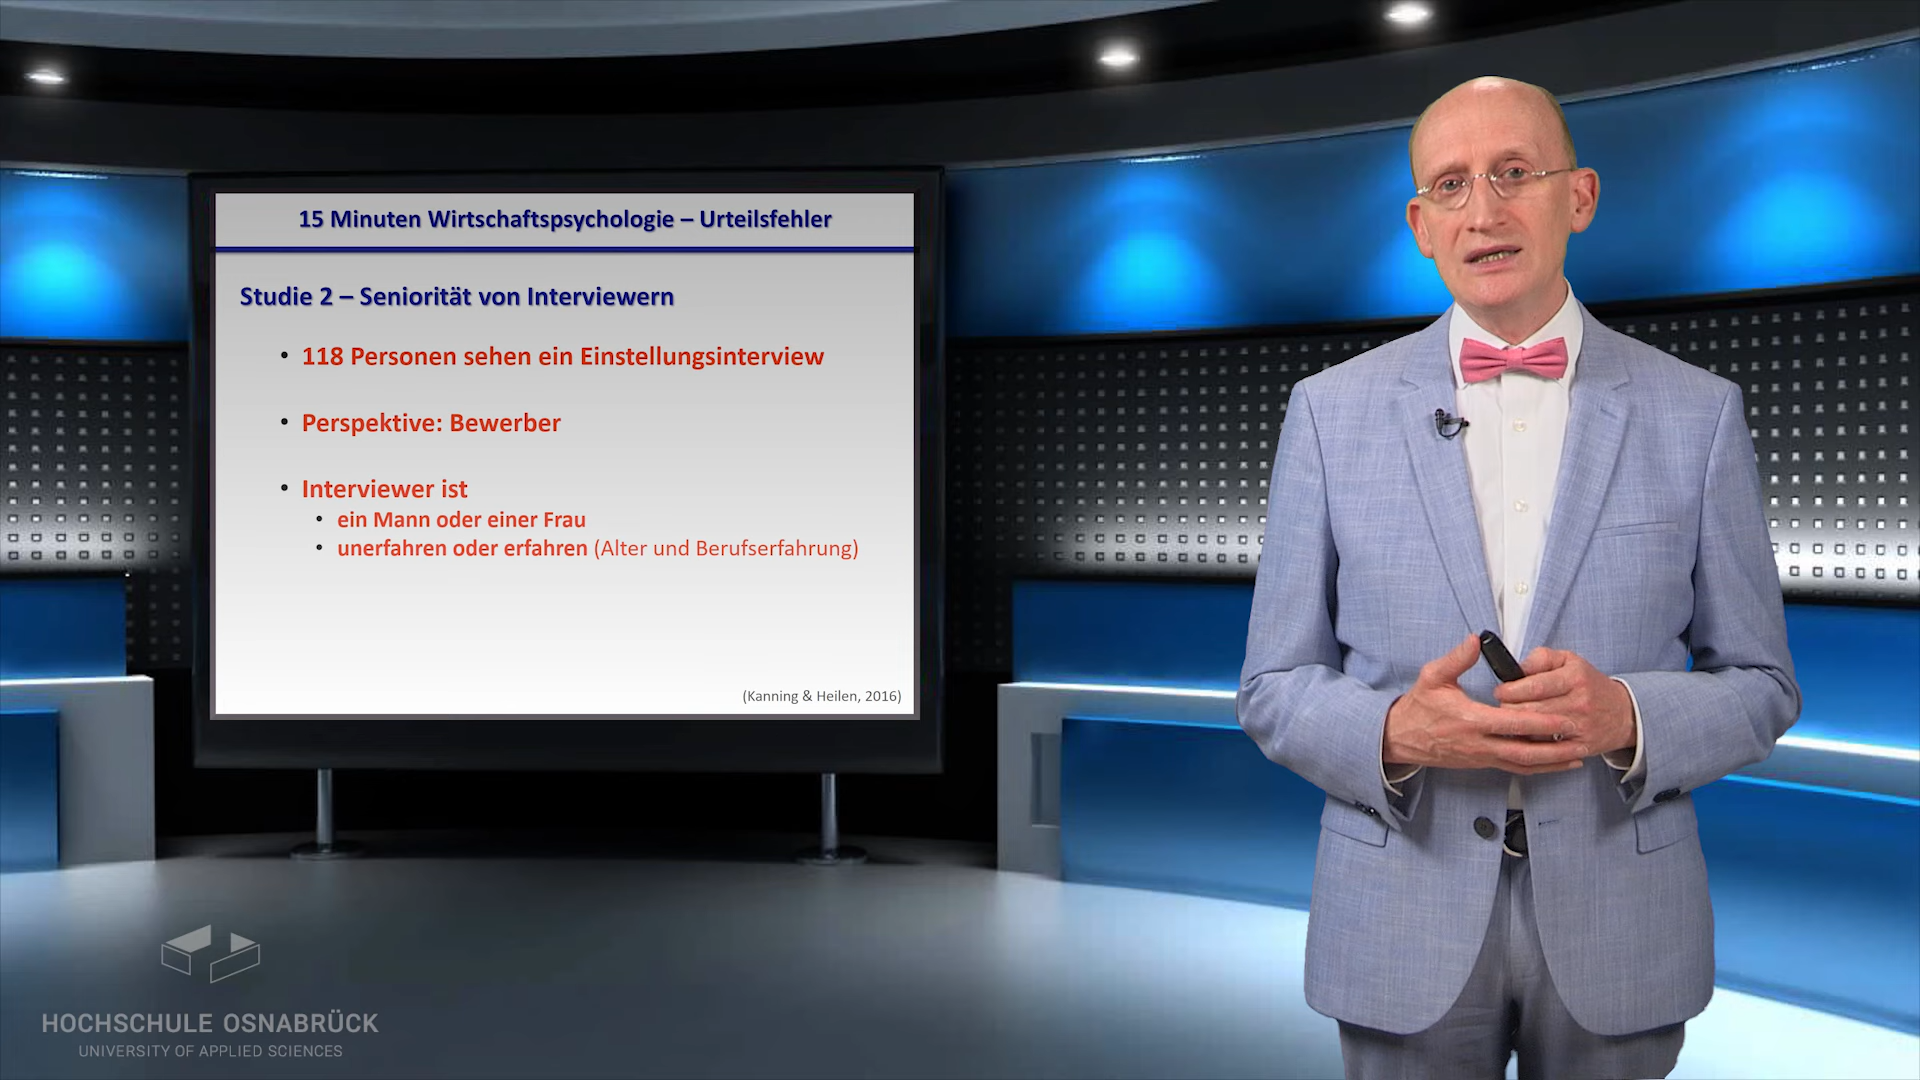 15 Minuten Wirtschaftspsychologie – Urteilsfehler
Studie 2 – Seniorität von Interviewern
• 118 Personen sehen ein Einstellungsinterview
• Perspektive: Bewerber
• Interviewer ist
• ein Mann oder einer Frau
• unerfahren oder erfahren (Alter und Berufserfahrung)
(Kanning & Heilen, 2016)
HOCHSCHULE OSNABRÜCK
UNIVERSITY OF APPLIED SCIENCES